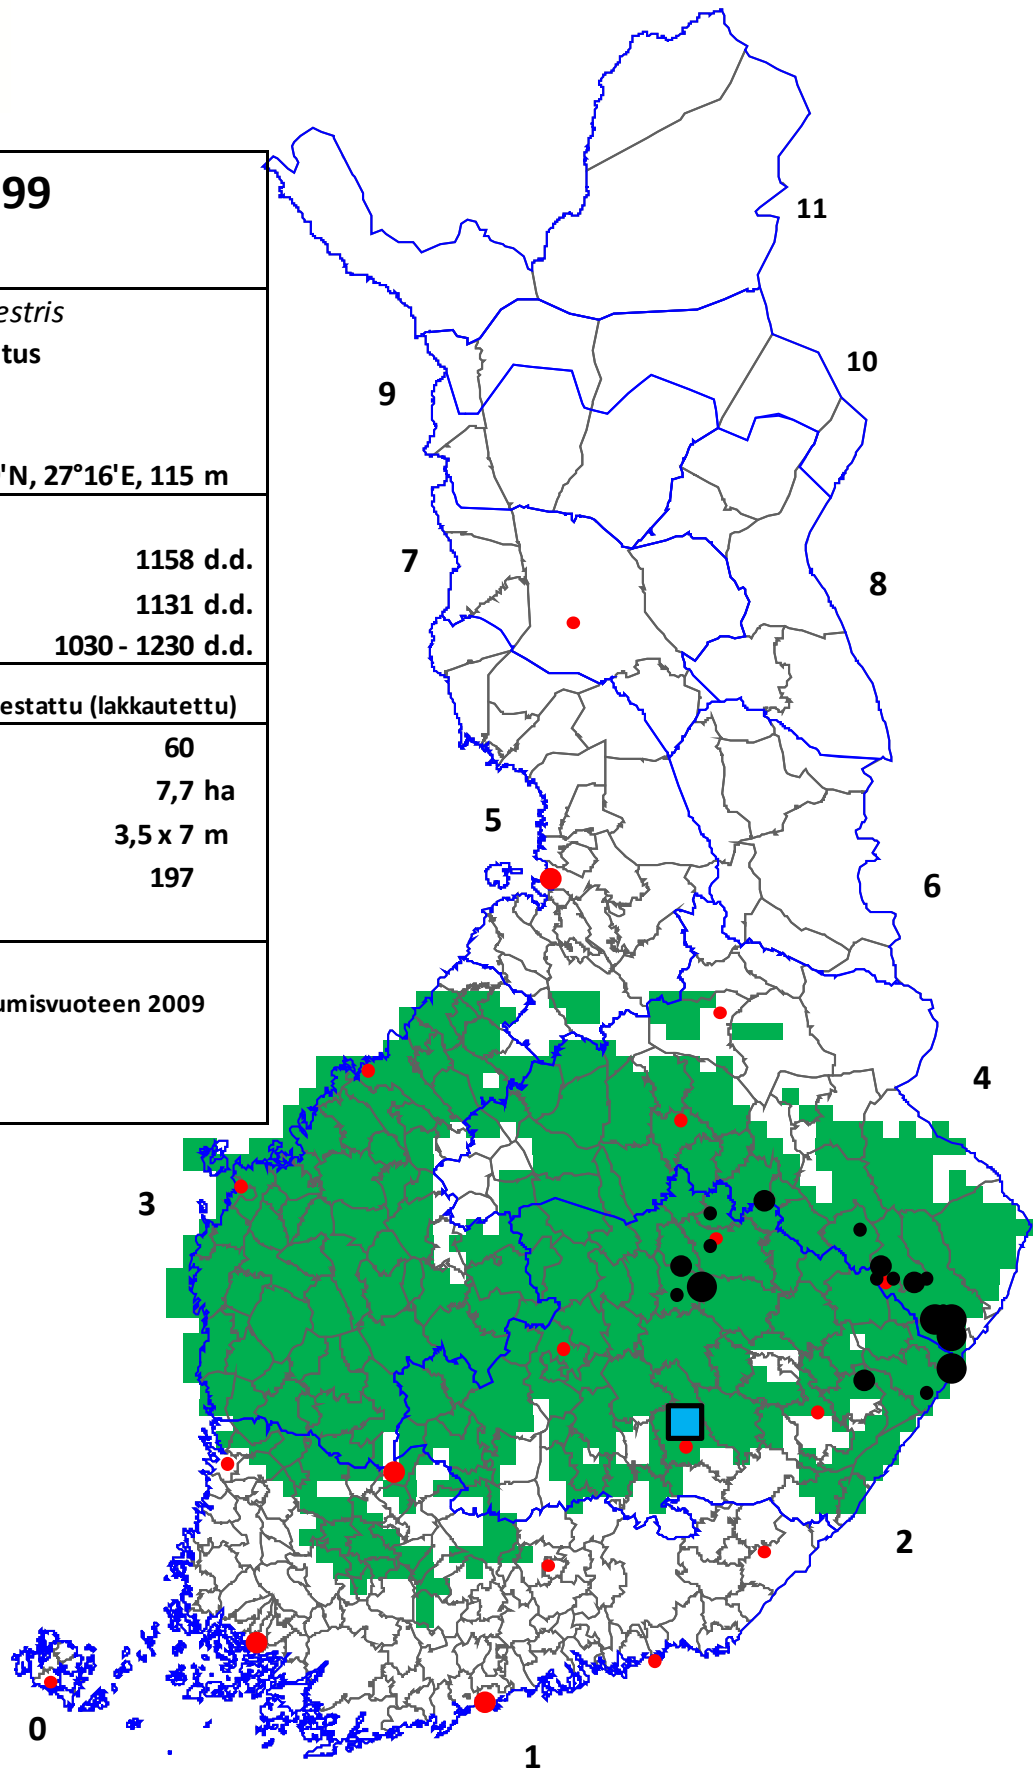 99
estris
tus
'N, 27°16'E, 115 m
1158 d.d.
1131 d.d.
1030 - 1230 d.d.
estattu (lakkautettu)
60
7,7 ha
3,5 x 7 m
197
umisvuoteen 2009
11
10
9
7
8
5
6
4
3
2
0
1